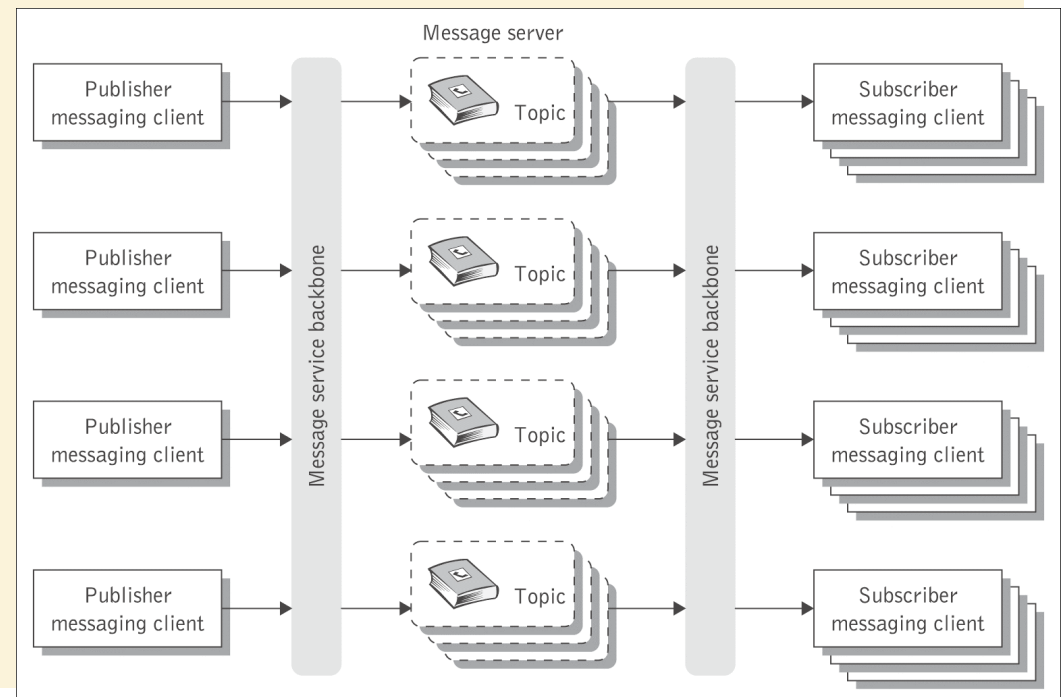 Message server
Publisher
messaging client
Topic
Subscriber
messaging client
Publisher
messaging client
Topic
Subscriber
messaging client
Message service backbone
Message service backbone
Publisher
messaging client
Topic
Subscriber
messaging client
Publisher
messaging client
Topic
Subscriber
messaging client